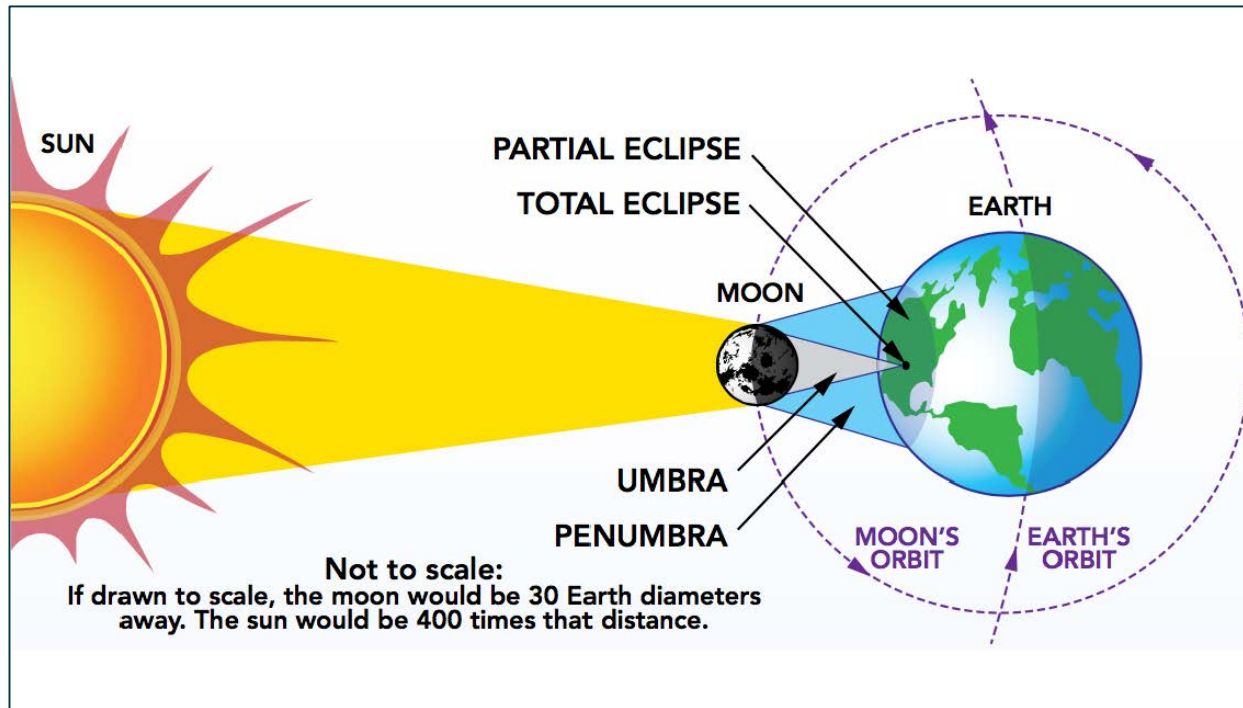 SUN
PARTIAL ECLIPSE
TOTAL ECLIPSE
EARTH
MOON
UMBRA
PENUMBRA
MOON'S
ORBIT
EARTH'S
ORBIT
Not to scale:
If drawn to scale, the moon would be 30 Earth diameters
away. The sun would be 400 times that distance.